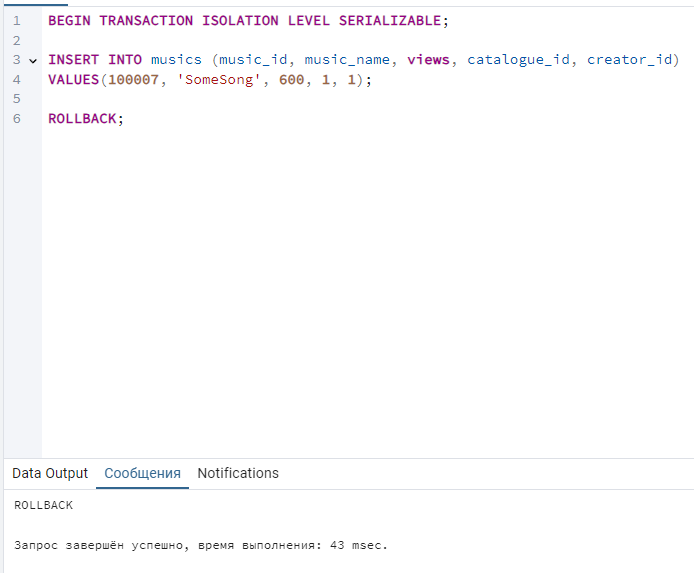 1 BEGIN TRANSACTION ISOLATION LEVEL SERIALIZABLE;
2
3 INSERT INTO musics (music_id, music_name, views, catalogue_id, creator_id)
4 VALUES(100007, 'SomeSong', 600, 1, 1);
5
6 ROLLBACK;
Data Output Сообщения Notifications
ROLLBACK
Запрос завершён успешно, время выполнения: 43 msec.